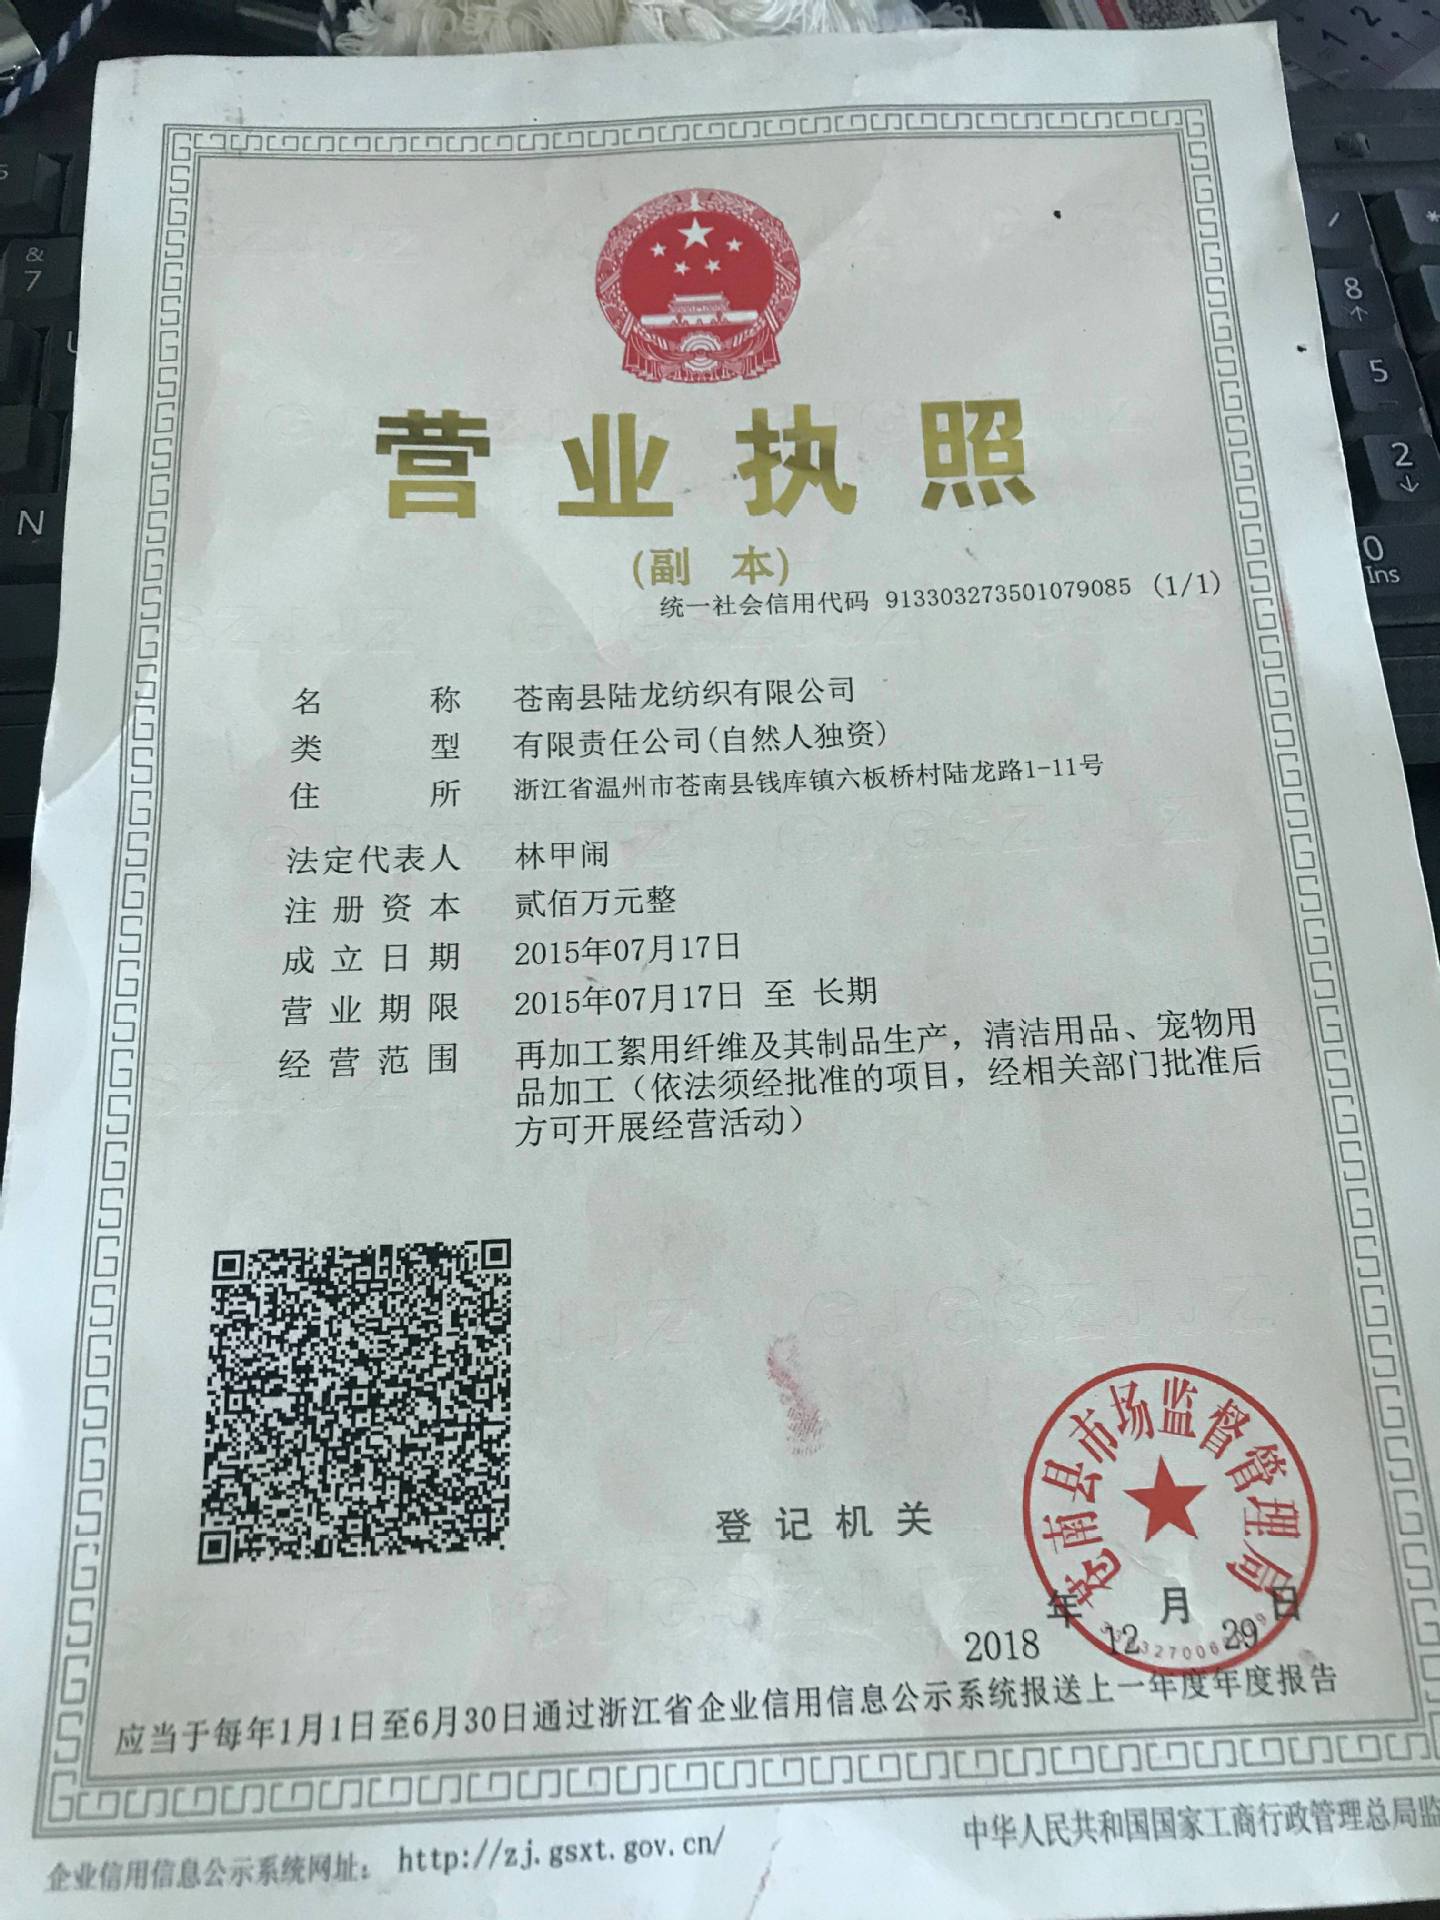 营业执照
(副 本)
统一社会信用代码 913303273501079085 (1/1)
名称 苍南县陆龙纺织有限公司
类型 有限责任公司(自然人独资)
住所 浙江省温州市苍南县钱库镇六板桥村陆龙路1-11号
法定代表人 林甲闹
注册资本 贰佰万元整
成立日期 2015年07月17日
营业期限 2015年07月17日 至 长期
经营范围 再加工絮用纤维及其制品生产，清洁用品、宠物用
品加工（依法须经批准的项目，经相关部门批准后
方可开展经营活动）
登记机关
苍南县市场监督管理局
年 月 日
2018 12 29
应当于每年1月1日至6月30日通过浙江省企业信用信息公示系统报送上一年度年度报告
企业信用信息公示系统网址： http://zj.gsxt.gov.cn/
中华人民共和国国家工商行政管理总局监